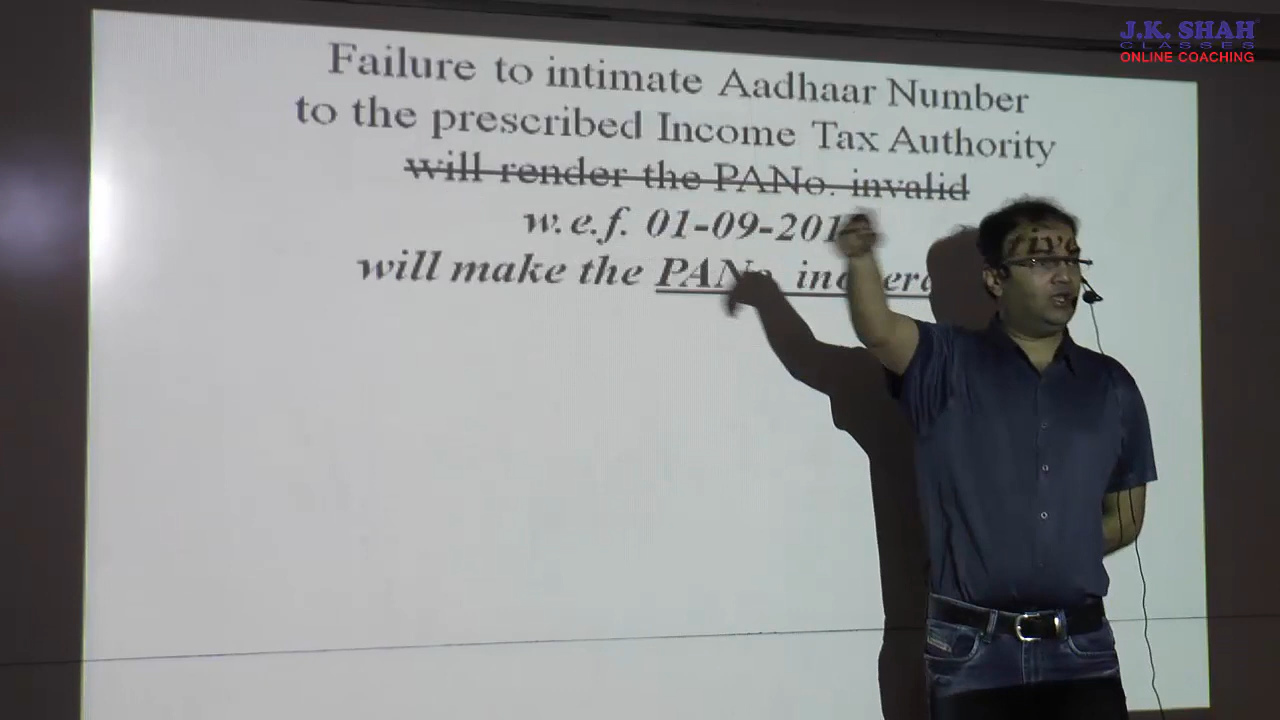 J.K. SHAH
CLASSES
ONLINE COACHING
Failure to intimate Aadhaar Number
to the prescribed Income Tax Authority
will render the PANo. invalid
w.e.f. 01-09-201
will make the PANo.